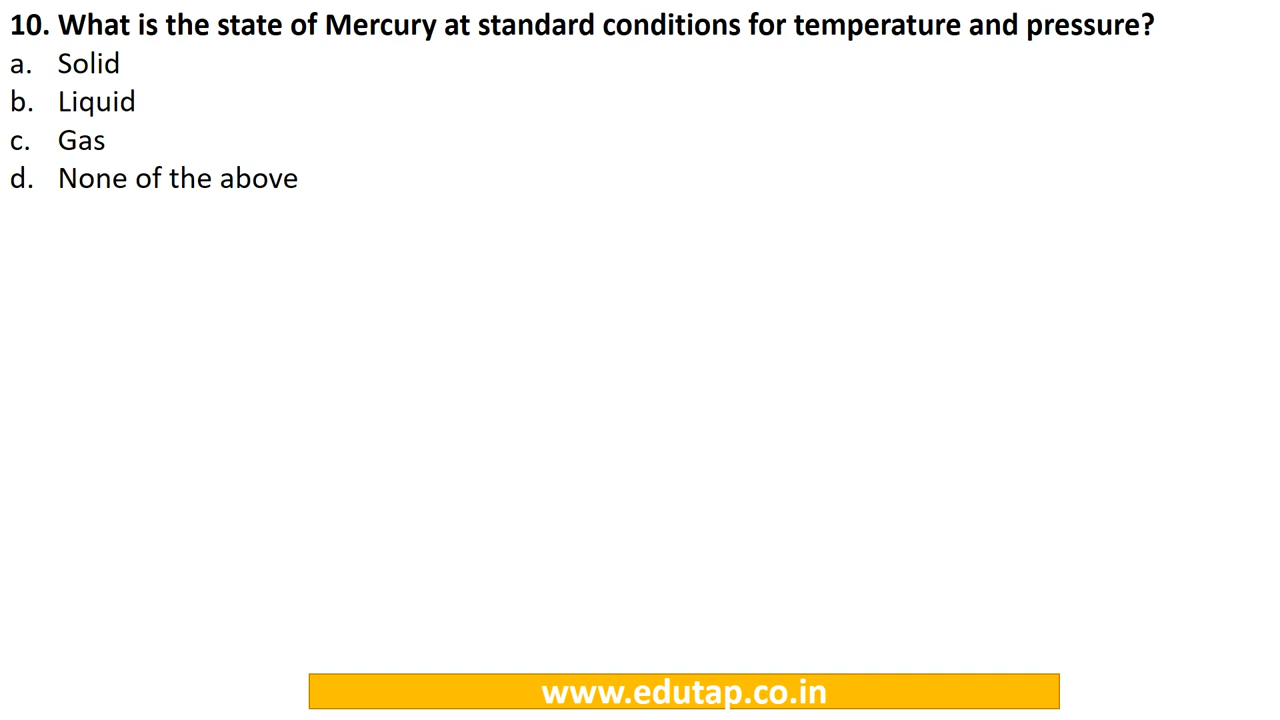 10. What is the state of Mercury at standard conditions for temperature and pressure?
a. Solid
b. Liquid
c. Gas
d. None of the above
www.edutap.co.in